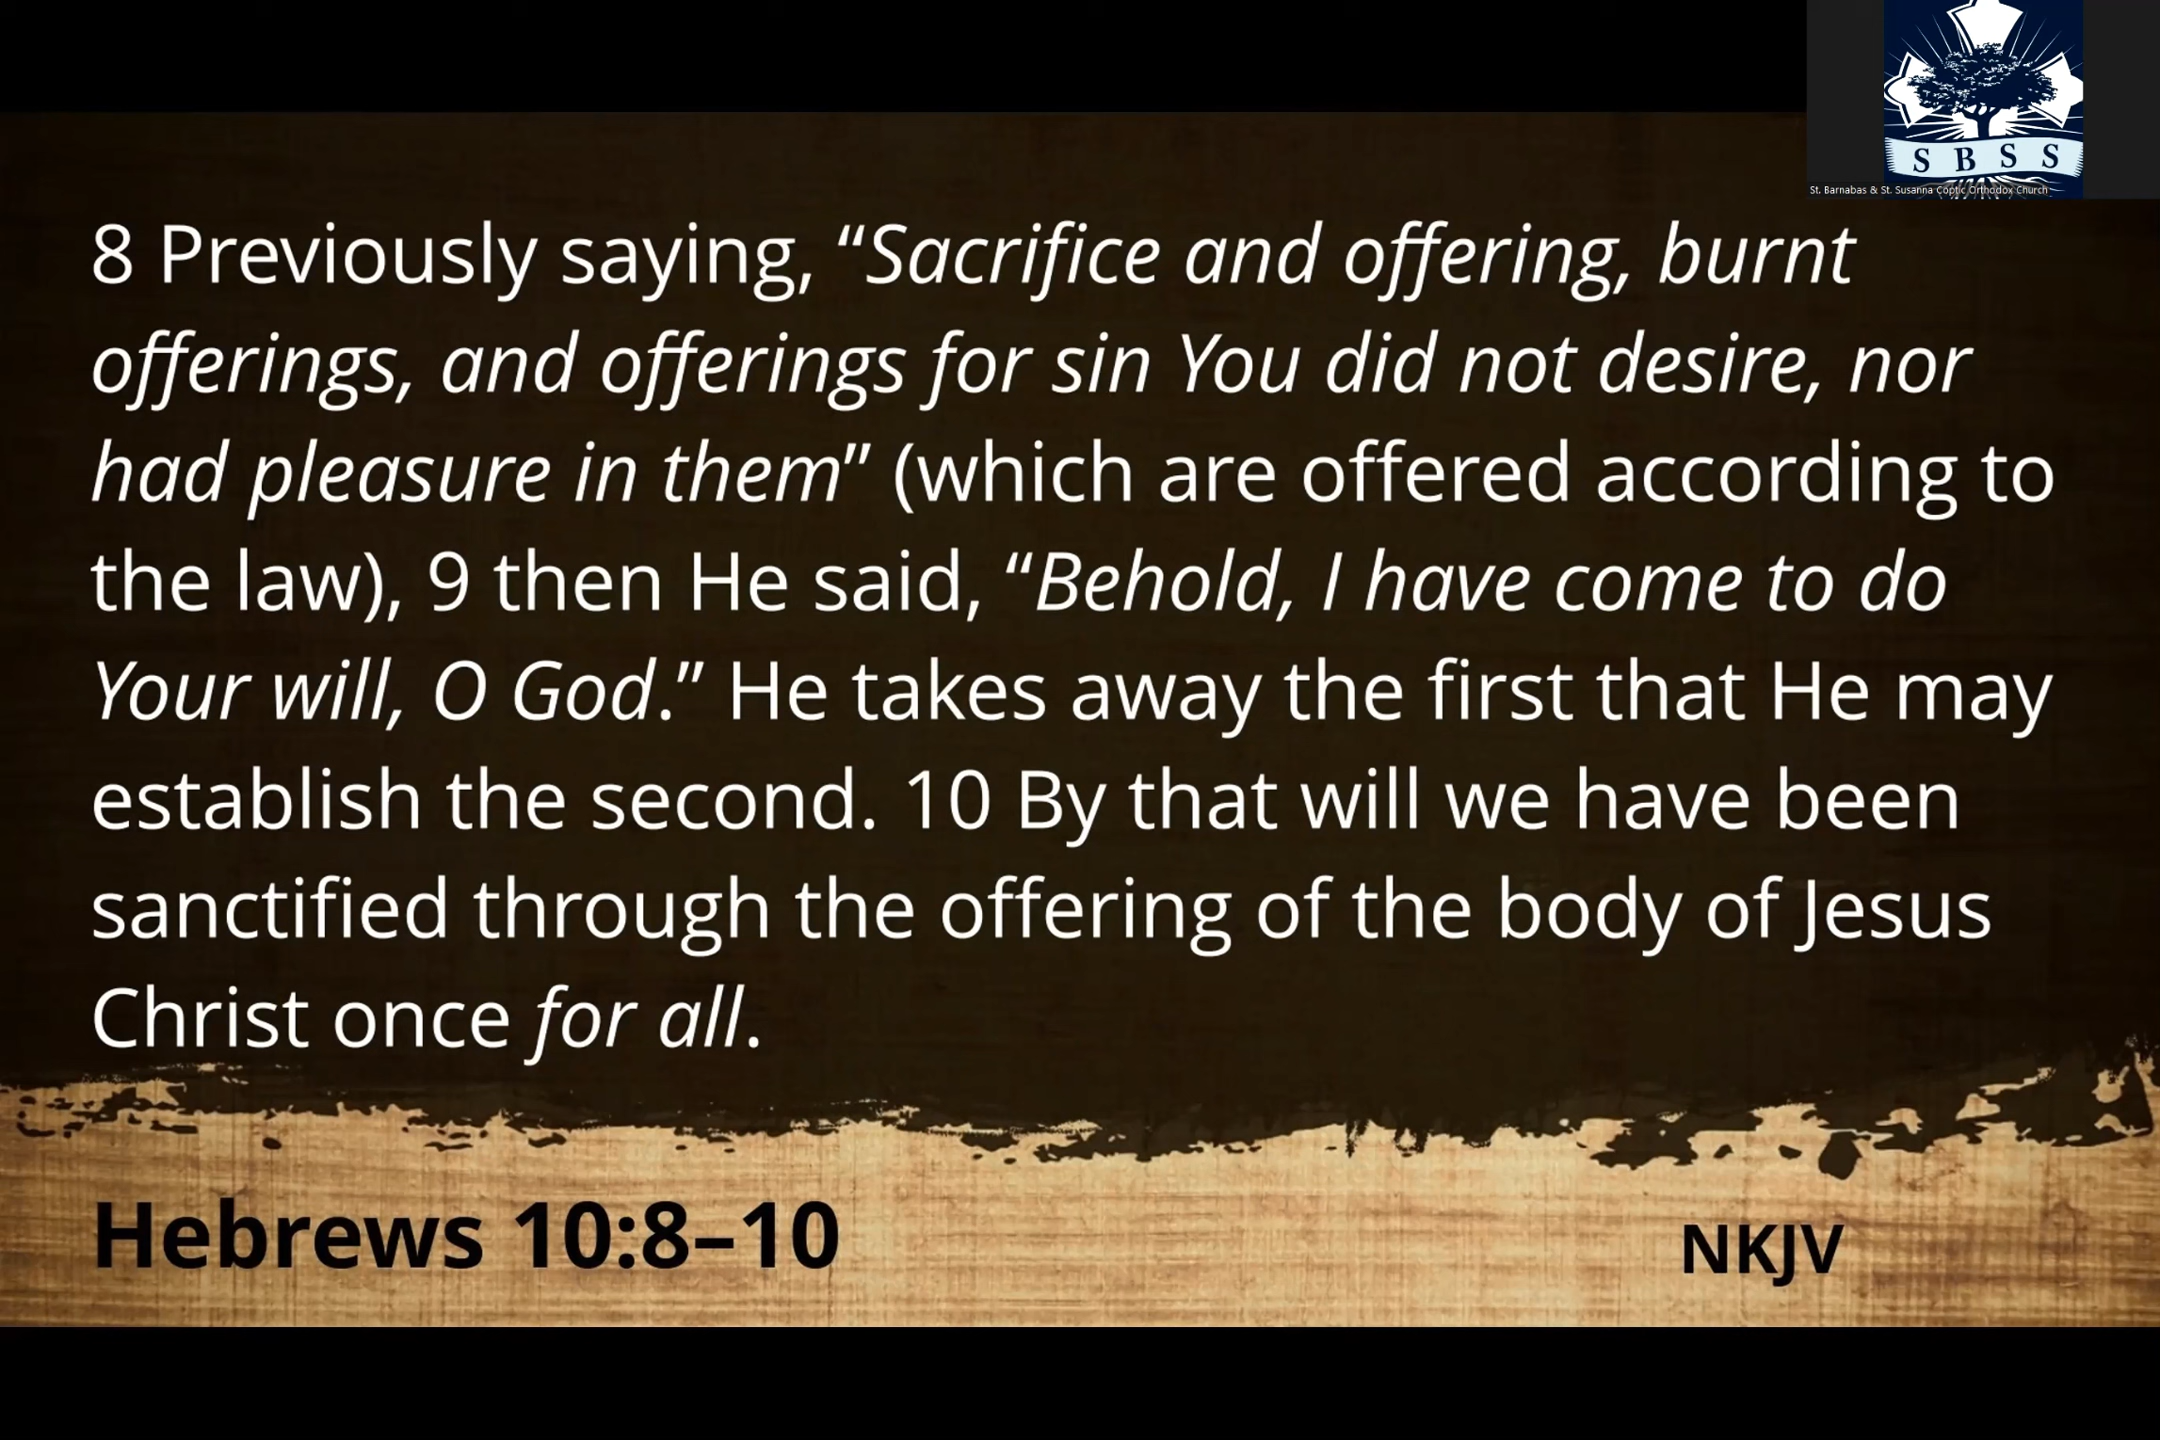 S B S S
St. Barnabas & St. Susanna Coptic Orthodox Church
8 Previously saying, “Sacrifice and offering, burnt
offerings, and offerings for sin You did not desire, nor
had pleasure in them” (which are offered according to
the law), 9 then He said, “Behold, I have come to do
Your will, O God.” He takes away the first that He may
establish the second. 10 By that will we have been
sanctified through the offering of the body of Jesus
Christ once for all.
Hebrews 10:8–10
NKJV